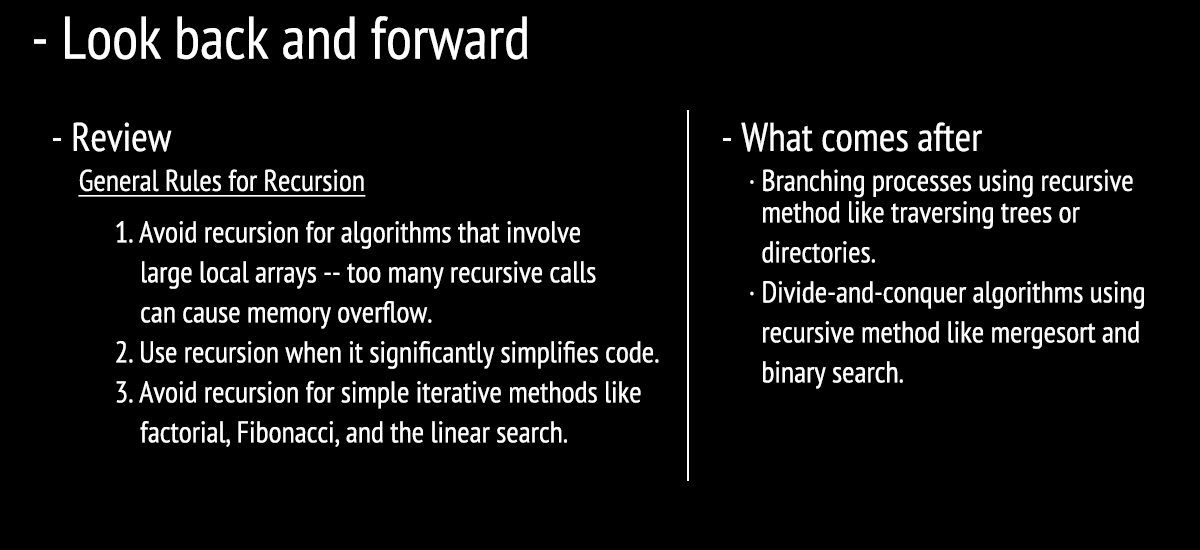 - Look back and forward
- Review
General Rules for Recursion
1. Avoid recursion for algorithms that involve
large local arrays -- too many recursive calls
can cause memory overflow.
2. Use recursion when it significantly simplifies code.
3. Avoid recursion for simple iterative methods like
factorial, Fibonacci, and the linear search.
- What comes after
· Branching processes using recursive
method like traversing trees or
directories.
· Divide-and-conquer algorithms using
recursive method like mergesort and
binary search.